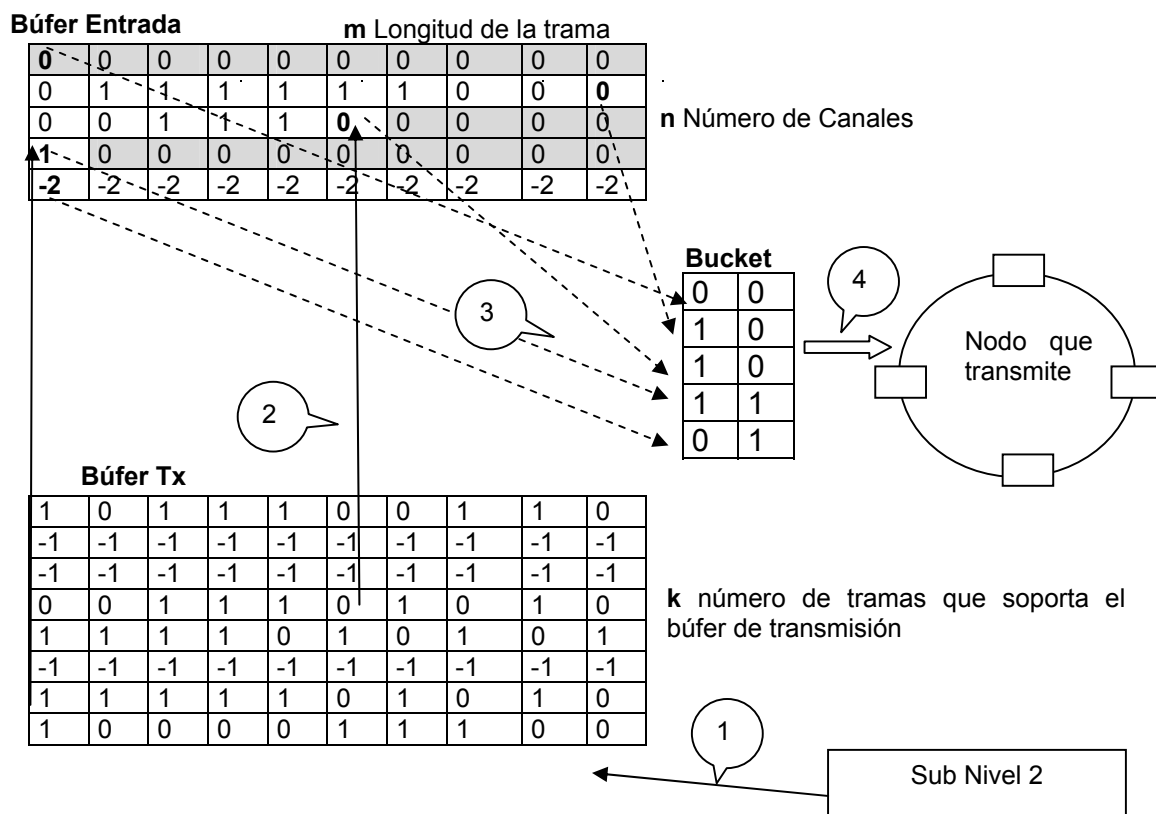 Búfer Entrada
m Longitud de la trama
0 0 0 0 0 0 0 0 0 0
0 1 1 1 1 1 1 0 0 0
0 0 1 1 1 0 0 0 0 0
1 0 0 0 0 0 0 0 0 0
-2 -2 -2 -2 -2 -2 -2 -2 -2 -2
n Número de Canales
Bucket
0 0
1 0
1 0
1 1
0 1
3
4
Nodo que
transmite
2
Búfer Tx
1 0 1 1 1 0 0 1 1 0
-1 -1 -1 -1 -1 -1 -1 -1 -1 -1
-1 -1 -1 -1 -1 -1 -1 -1 -1 -1
0 0 1 1 1 0 1 0 1 0
1 1 1 1 0 1 0 1 0 1
-1 -1 -1 -1 -1 -1 -1 -1 -1 -1
1 1 1 1 1 0 1 0 1 0
1 0 0 0 0 1 1 1 0 0
k número de tramas que soporta el
búfer de transmisión
1
Sub Nivel 2